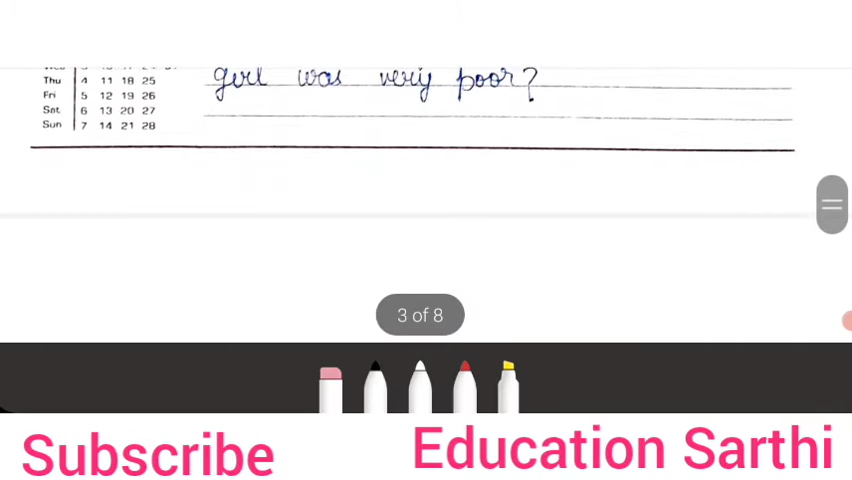 girl was very poor?
Thu 4 11 18 25
Fri 5 12 19 26
Sat 6 13 20 27
Sun 7 14 21 28
3 of 8
Subscribe Education Sarthi